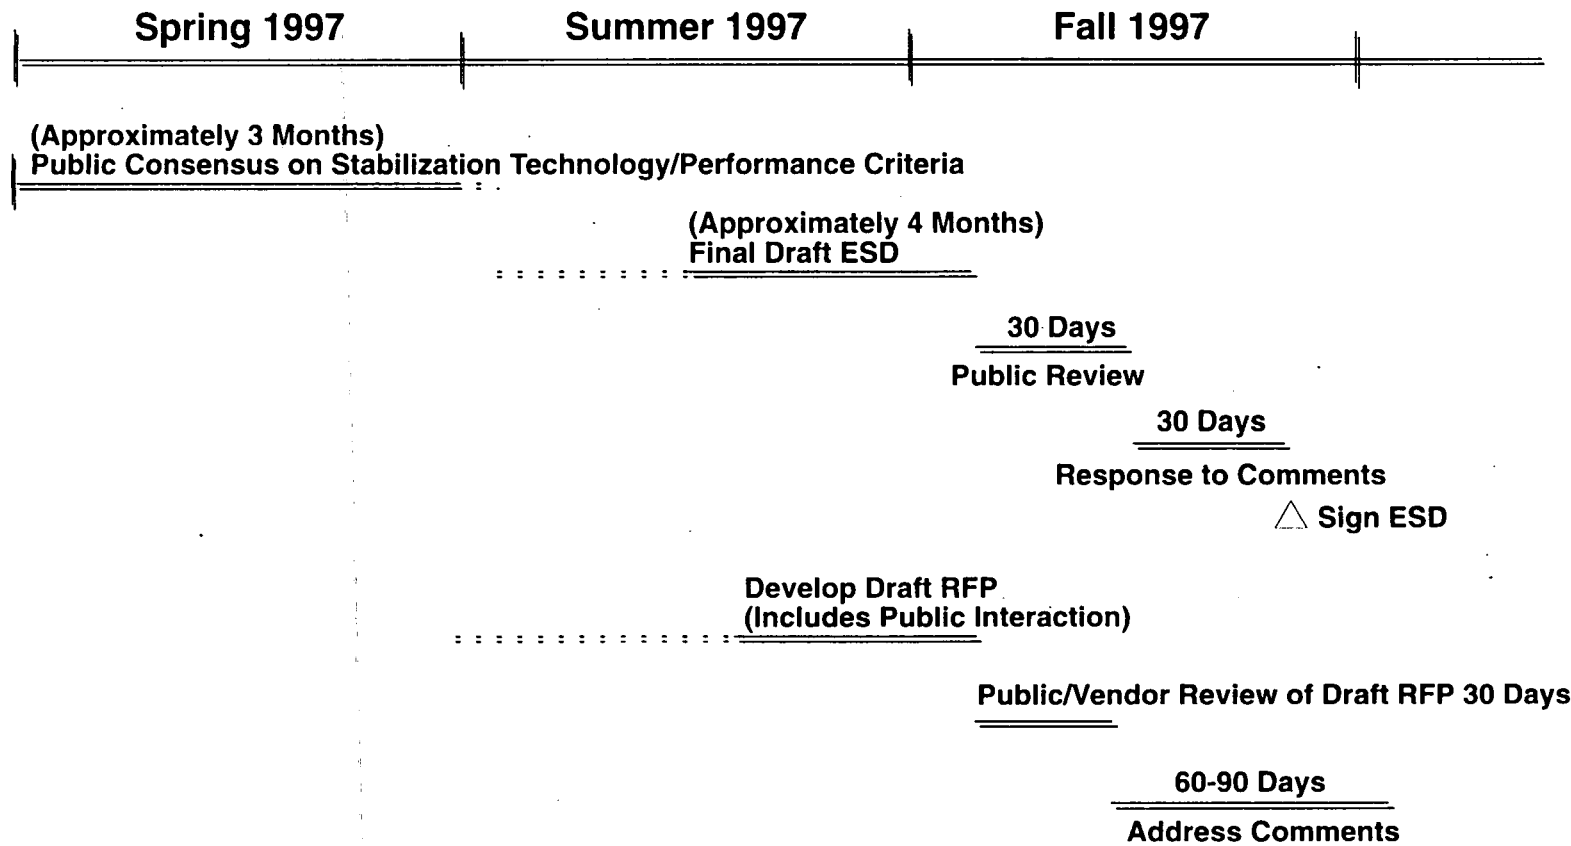 Spring 1997
Summer 1997
Fall 1997
(Approximately 3 Months)
Public Consensus on Stabilization Technology/Performance Criteria
(Approximately 4 Months)
Final Draft ESD
30 Days
Public Review
30 Days
Response to Comments
Sign ESD
Develop Draft RFP
(Includes Public Interaction)
Public/Vendor Review of Draft RFP 30 Days
60-90 Days
Address Comments